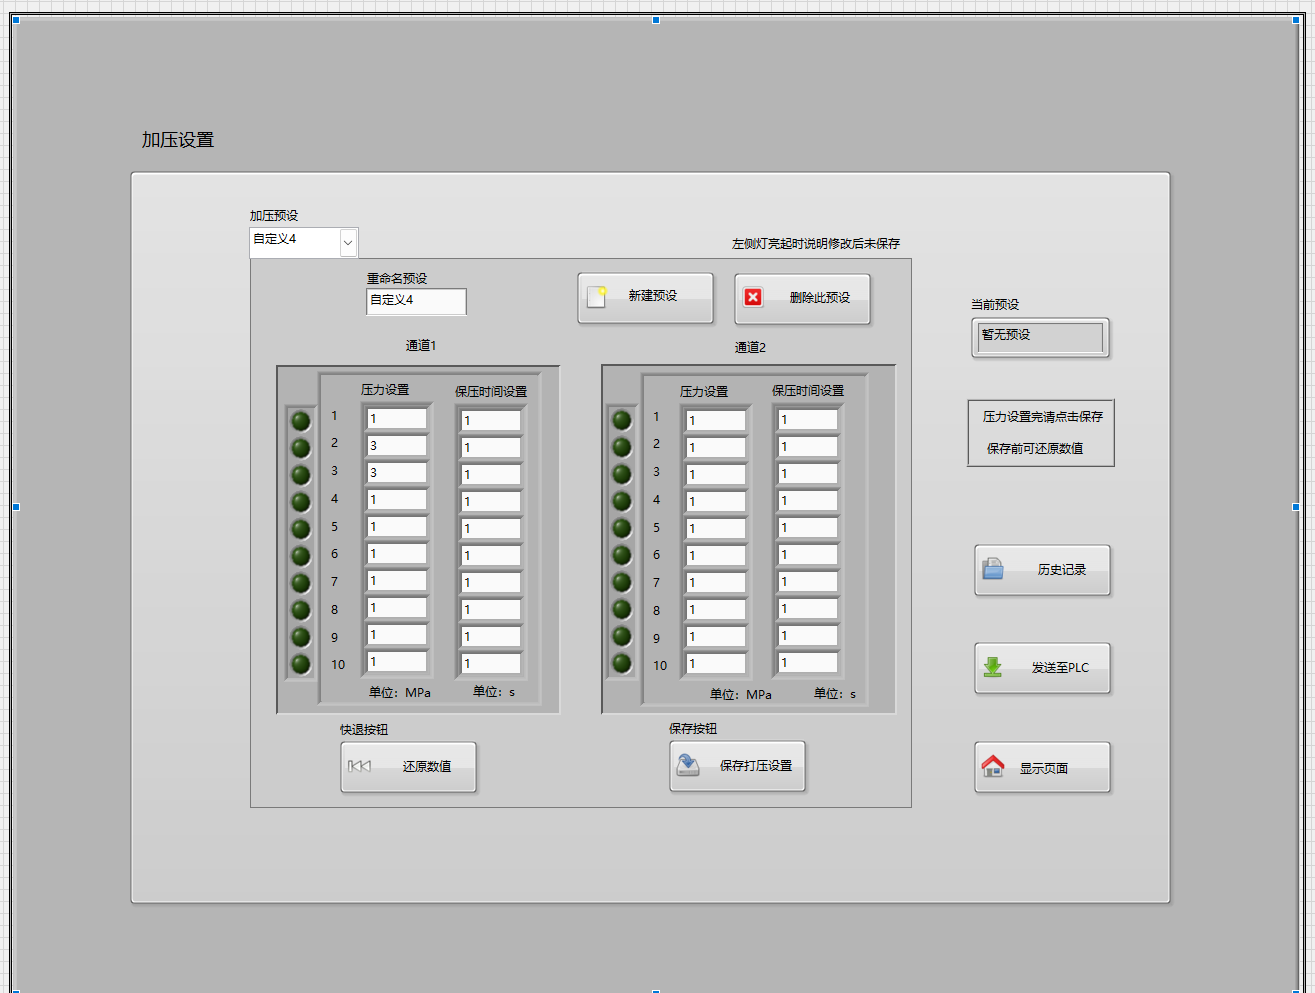 加压设置
加压预设
自定义4
左侧灯亮起时说明修改后未保存
重命名预设
自定义4
新建预设
删除此预设
当前预设
暂无预设
通道1
通道2
压力设置 保压时间设置
1 1 1
2 3 1
3 3 1
4 1 1
5 1 1
6 1 1
7 1 1
8 1 1
9 1 1
10 1 1
单位：MPa 单位：s
压力设置 保压时间设置
1 1 1
2 1 1
3 1 1
4 1 1
5 1 1
6 1 1
7 1 1
8 1 1
9 1 1
10 1 1
单位：MPa 单位：s
压力设置完请点击保存
保存前可还原数值
历史记录
发送至PLC
显示页面
快退按钮
还原数值
保存按钮
保存打压设置